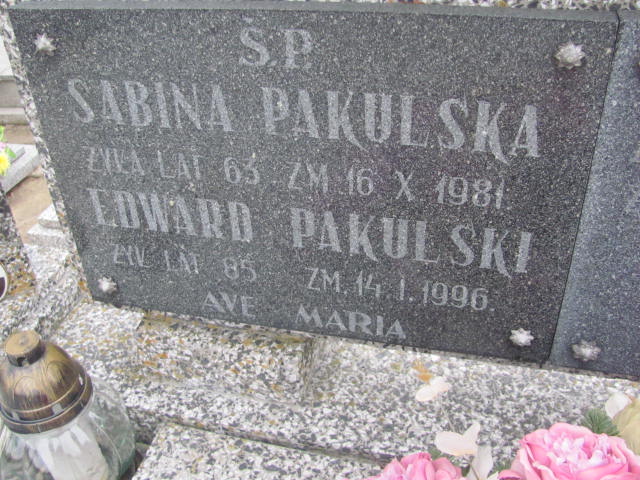 Ś.P.
SABINA PAKULSKA
ŻYŁA LAT 63 ZM 16 X 1981.
EDWARD PAKULSKI
ŻYŁ LAT 85 ZM. 14.I.1996.
AVE MARIA